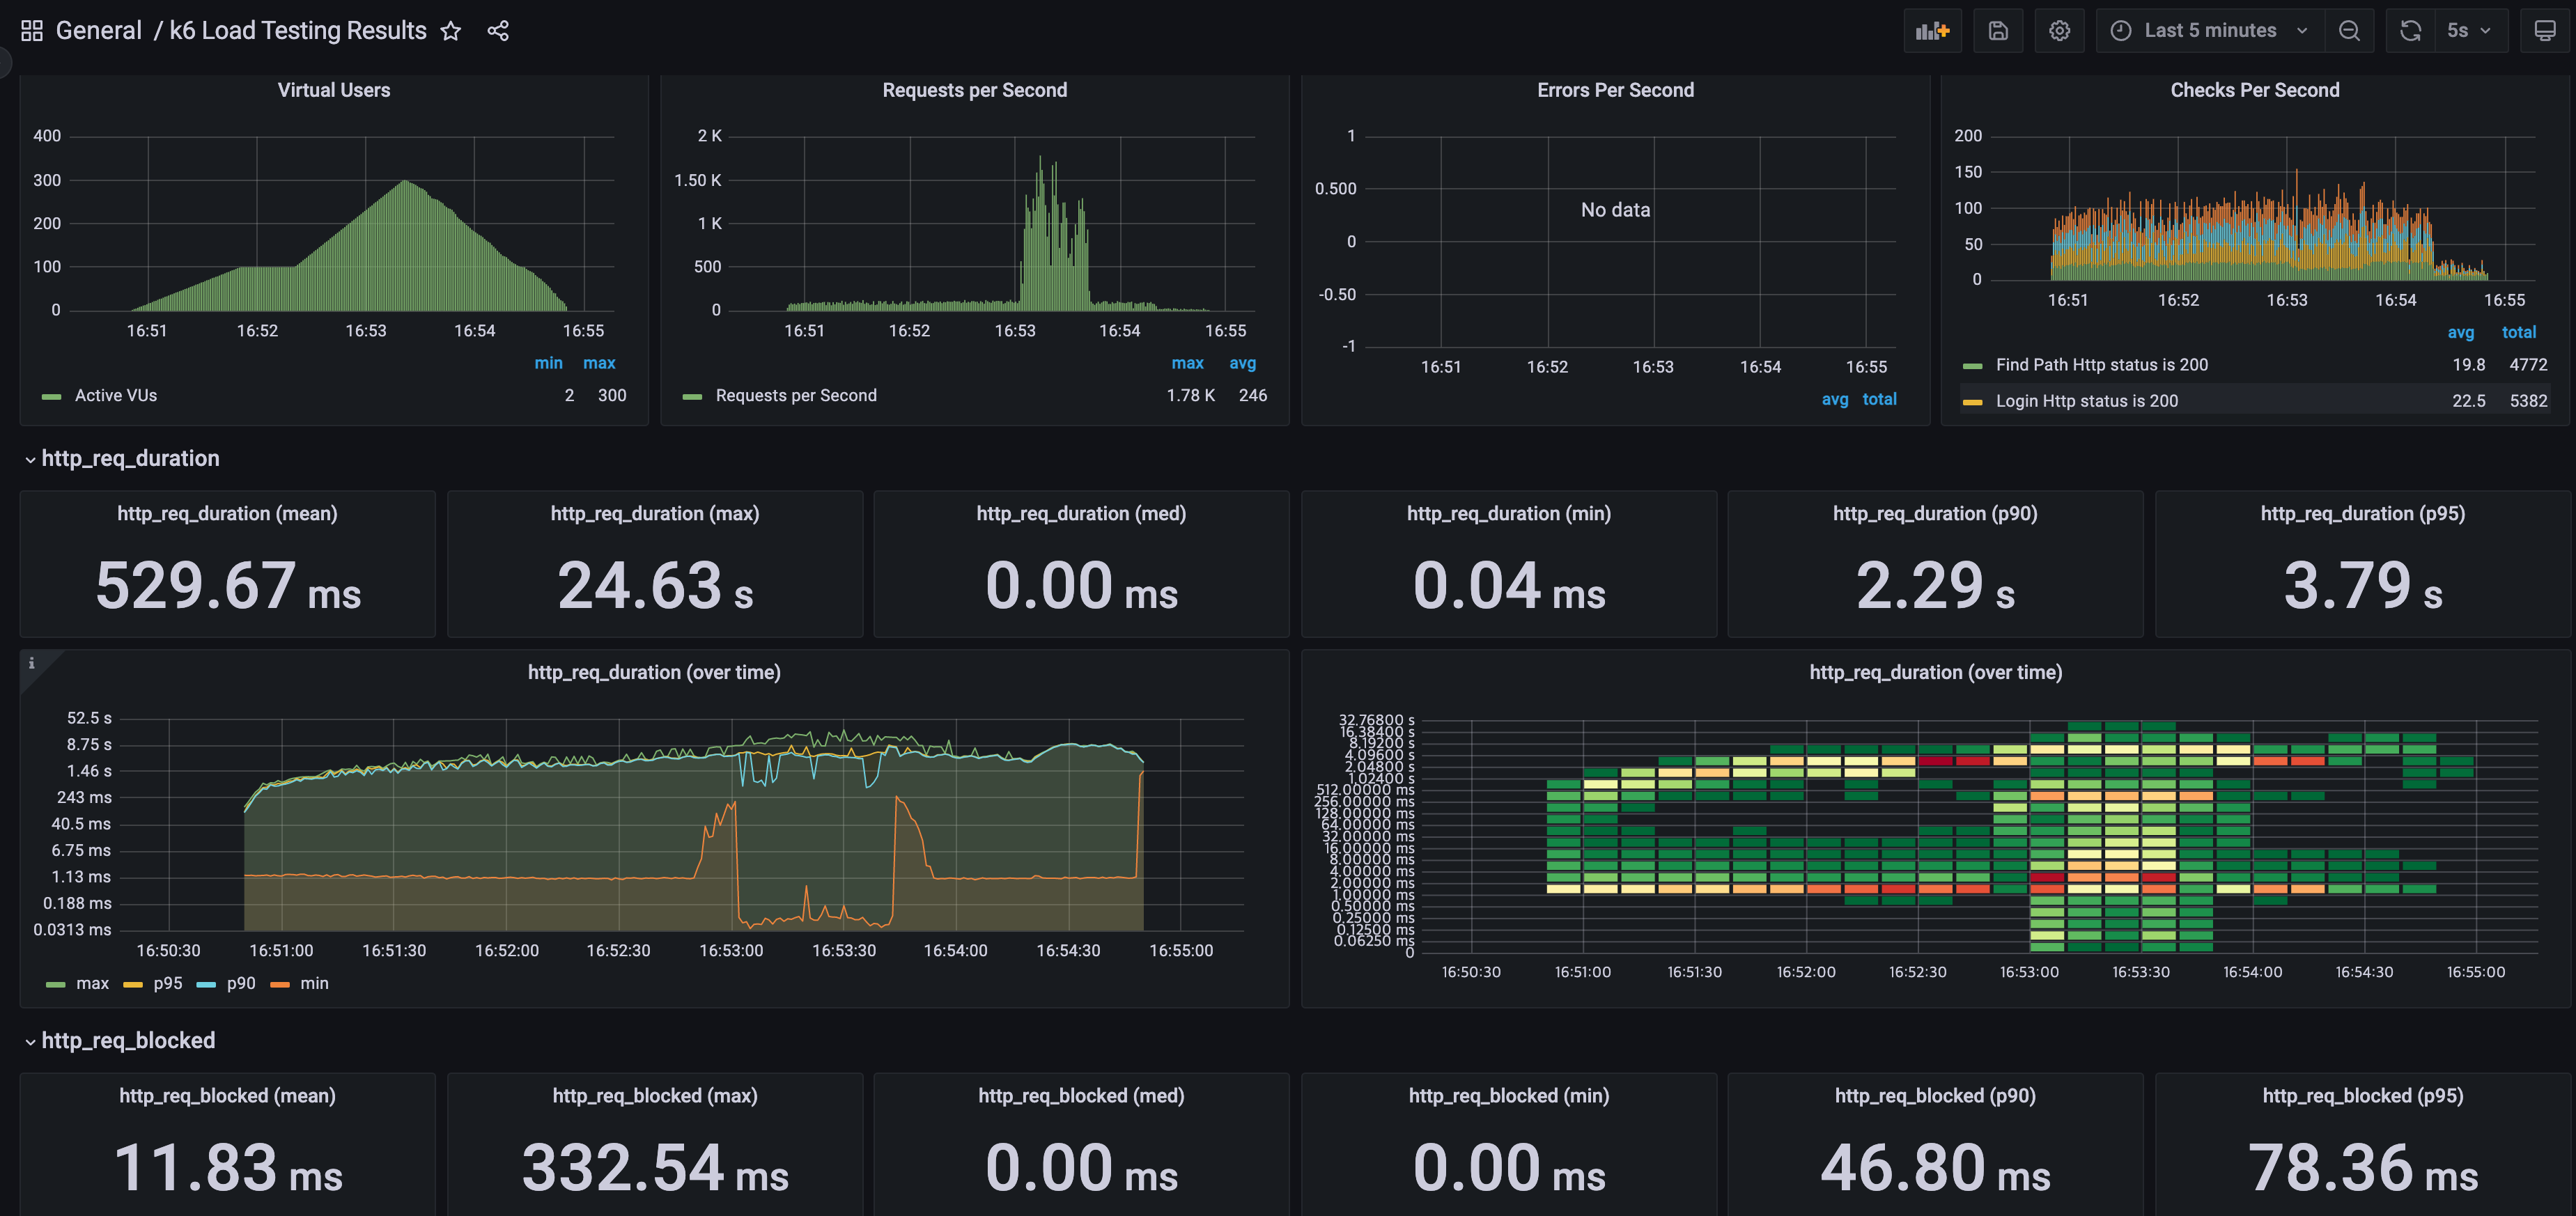 General / k6 Load Testing Results
Last 5 minutes
5s
Virtual Users
400
300
200
100
0
16:51 16:52 16:53 16:54 16:55
min max
Active VUs 2 300
Requests per Second
2 K
1.50 K
1 K
500
0
16:51 16:52 16:53 16:54 16:55
max avg
Requests per Second 1.78 K 246
Errors Per Second
1
0.500
0
-0.50
-1
No data
16:51 16:52 16:53 16:54 16:55
avg total
Checks Per Second
200
150
100
50
0
16:51 16:52 16:53 16:54 16:55
avg total
Find Path Http status is 200 19.8 4772
Login Http status is 200 22.5 5382
http_req_duration
http_req_duration (mean)
529.67 ms
http_req_duration (max)
24.63 s
http_req_duration (med)
0.00 ms
http_req_duration (min)
0.04 ms
http_req_duration (p90)
2.29 s
http_req_duration (p95)
3.79 s
i
http_req_duration (over time)
52.5 s
8.75 s
1.46 s
243 ms
40.5 ms
6.75 ms
1.13 ms
0.188 ms
0.0313 ms
16:50:30 16:51:00 16:51:30 16:52:00 16:52:30 16:53:00 16:53:30 16:54:00 16:54:30 16:55:00
max p95 p90 min
http_req_duration (over time)
32.76800 s
16.38400 s
8.19200 s
4.09600 s
2.04800 s
1.02400 s
512.00000 ms
256.00000 ms
128.00000 ms
64.00000 ms
32.00000 ms
16.00000 ms
8.00000 ms
4.00000 ms
2.00000 ms
1.00000 ms
0.50000 ms
0.25000 ms
0.12500 ms
0.06250 ms
0
16:50:30 16:51:00 16:51:30 16:52:00 16:52:30 16:53:00 16:53:30 16:54:00 16:54:30 16:55:00
http_req_blocked
http_req_blocked (mean)
11.83 ms
http_req_blocked (max)
332.54 ms
http_req_blocked (med)
0.00 ms
http_req_blocked (min)
0.00 ms
http_req_blocked (p90)
46.80 ms
http_req_blocked (p95)
78.36 ms